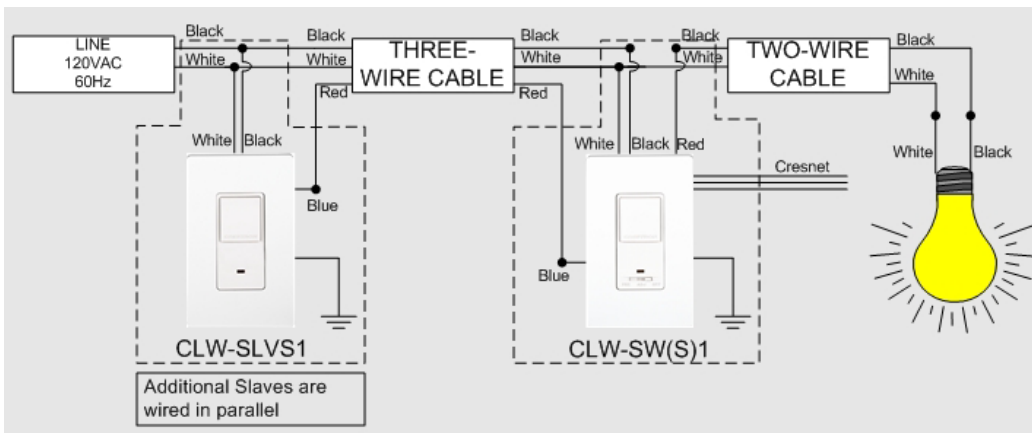 LINE
120VAC
60Hz
Black
White
Black
White
Red
THREE-
WIRE CABLE
Black
White
Red
Black
White
TWO-WIRE
CABLE
Black
White
White
Black
Blue
White
Black
Red
Cresnet
Blue
White
Black
CLW-SLVS1
CLW-SW(S)1
Additional Slaves are
wired in parallel